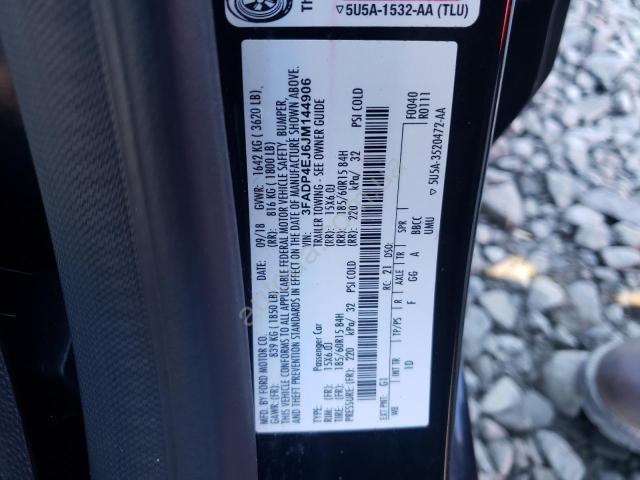 TH
▽5U5A-1532-AA (TLU)
MFD. BY FORD MOTOR CO.
DATE: 09/18 GVWR: 1642 KG ( 3620 LB)
GAWR: (FR): 839 KG ( 1850 LB) (RR): 816 KG ( 1800 LB)
THIS VEHICLE CONFORMS TO ALL APPLICABLE FEDERAL MOTOR VEHICLE SAFETY, BUMPER,
AND THEFT PREVENTION STANDARDS IN EFFECT ON THE DATE OF MANUFACTURE SHOWN ABOVE.
VIN: 3FADP4EJ6JM144906
TYPE: Passenger Car TRAILER TOWING - SEE OWNER GUIDE
RIM: (FR): 15X6.0J (RR): 15X6.0J
TIRE: (FR): 185/60R15 84H (RR): 185/60R15 84H
PRESSURE: (FR): 220 kPa/ 32 PSI COLD (RR): 220 kPa/ 32 PSI COLD
F0040
EXT PNT: G1 RC: 21 DSO: R0111
WB INT TR TP/PS R AXLE TR SPR
1D F GG A BBCC
UMU
▽5U5A-3520472-AA